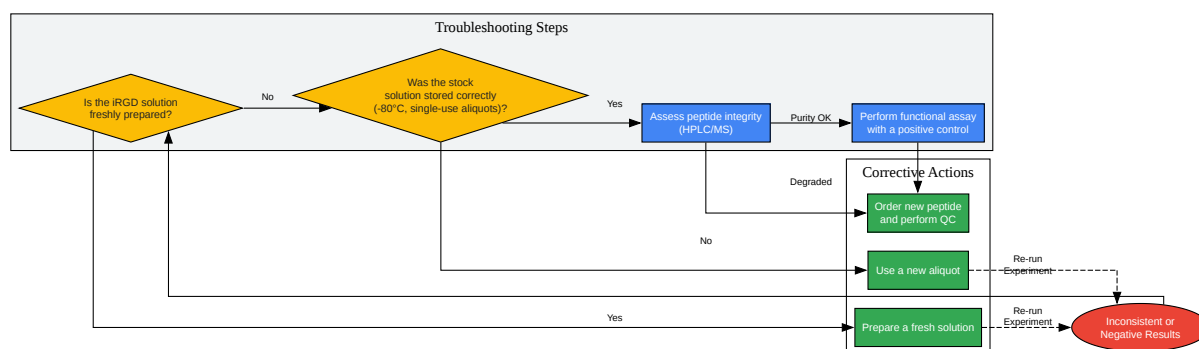 Troubleshooting Steps
Is the iRGD solution
freshly prepared?
No
Was the stock
solution stored correctly
(-80°C, single-use aliquots)?
Yes
Assess peptide integrity
(HPLC/MS)
Purity OK
Perform functional assay
with a positive control
Corrective Actions
Degraded
Order new peptide
and perform QC
No
Use a new aliquot
Re-run
Experiment
Yes
Prepare a fresh solution
Re-run
Experiment
Inconsistent or
Negative Results